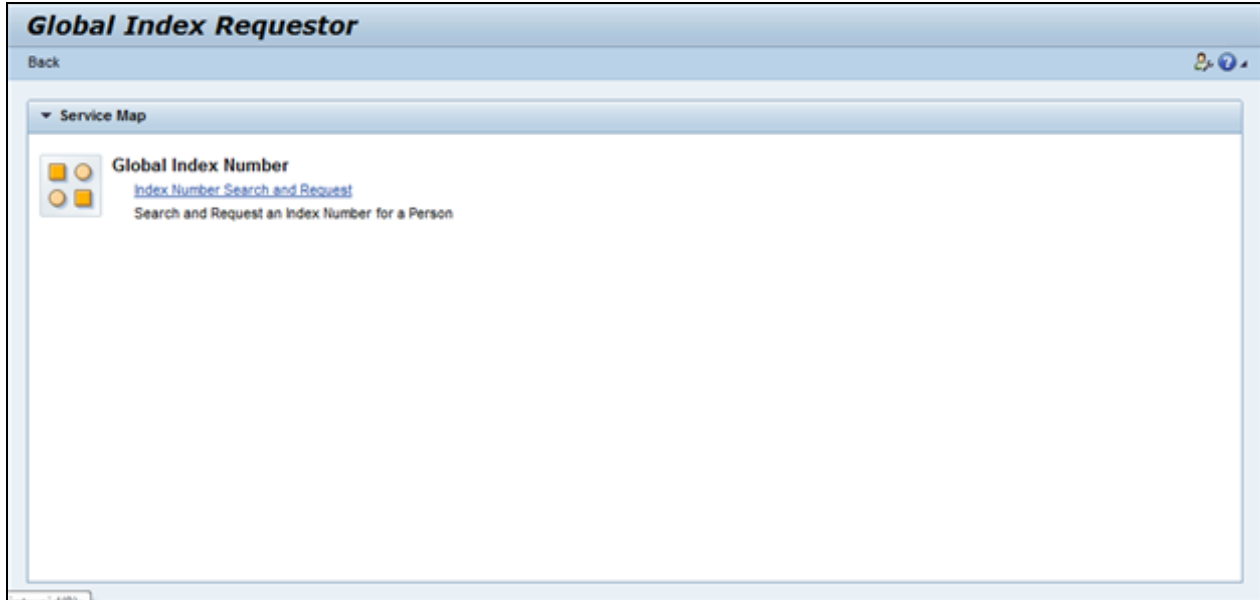 Global Index Requestor
Back
Service Map
Global Index Number
Index Number Search and Request
Search and Request an Index Number for a Person